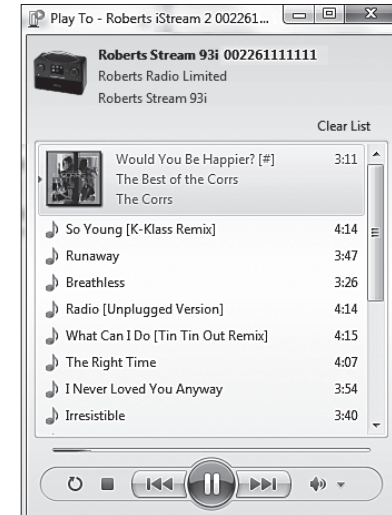 Play To - Roberts iStream 2 002261...
Roberts Stream 93i 002261111111
Roberts Radio Limited
Roberts Stream 93i
Clear List
Would You Be Happier? [#] 3:11
The Best of the Corrs
The Corrs
So Young [K-Klass Remix] 4:14
Runaway 3:47
Breathless 3:26
Radio [Unplugged Version] 4:14
What Can I Do [Tin Tin Out Remix] 4:15
The Right Time 4:07
I Never Loved You Anyway 3:54
Irresistible 3:40